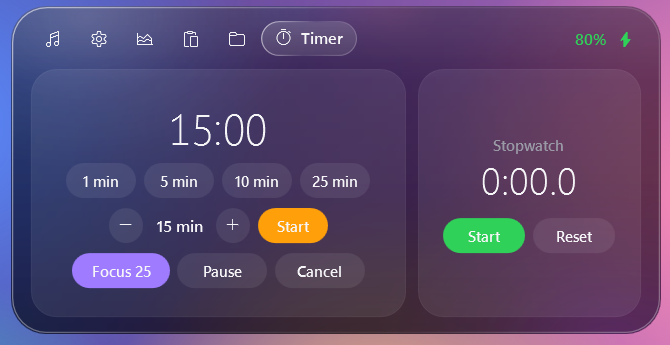 Timer
80%
15:00
1 min
5 min
10 min
25 min
− 15 min +
Start
Focus 25
Pause
Cancel
Stopwatch
0:00.0
Start
Reset